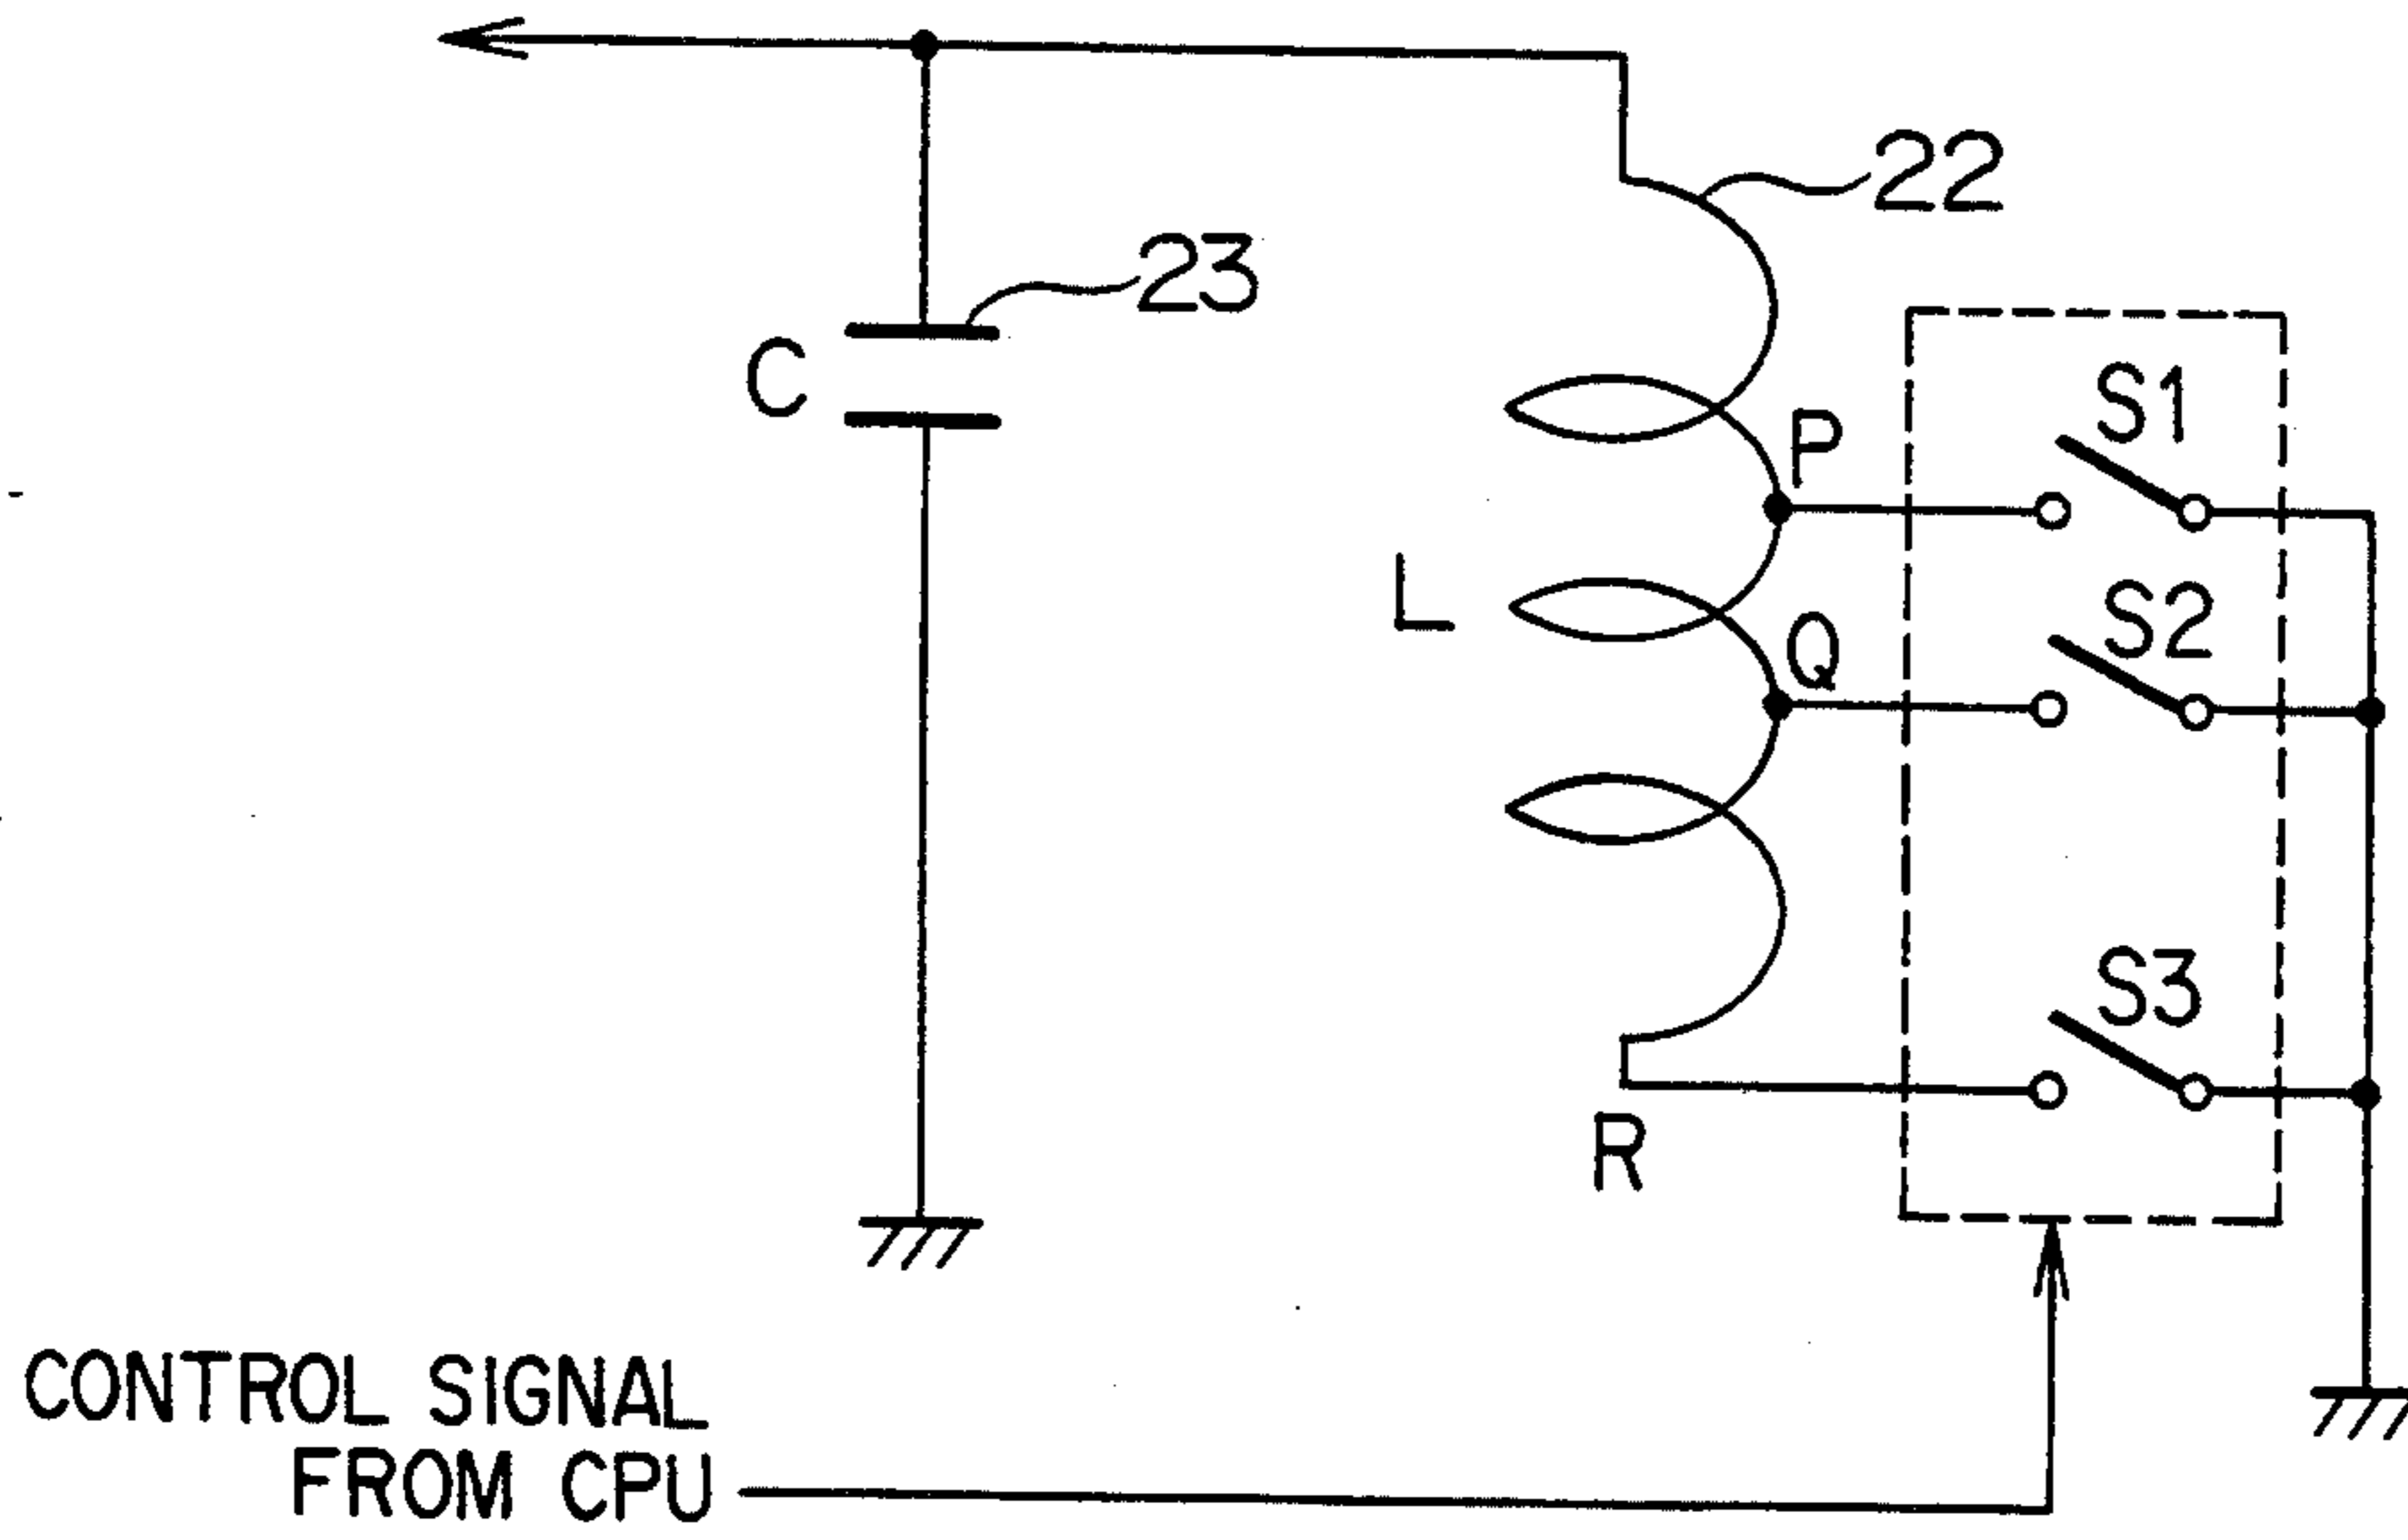 22
23
C
S1
P
L
S2
Q
S3
R
CONTROL SIGNAL
FROM CPU